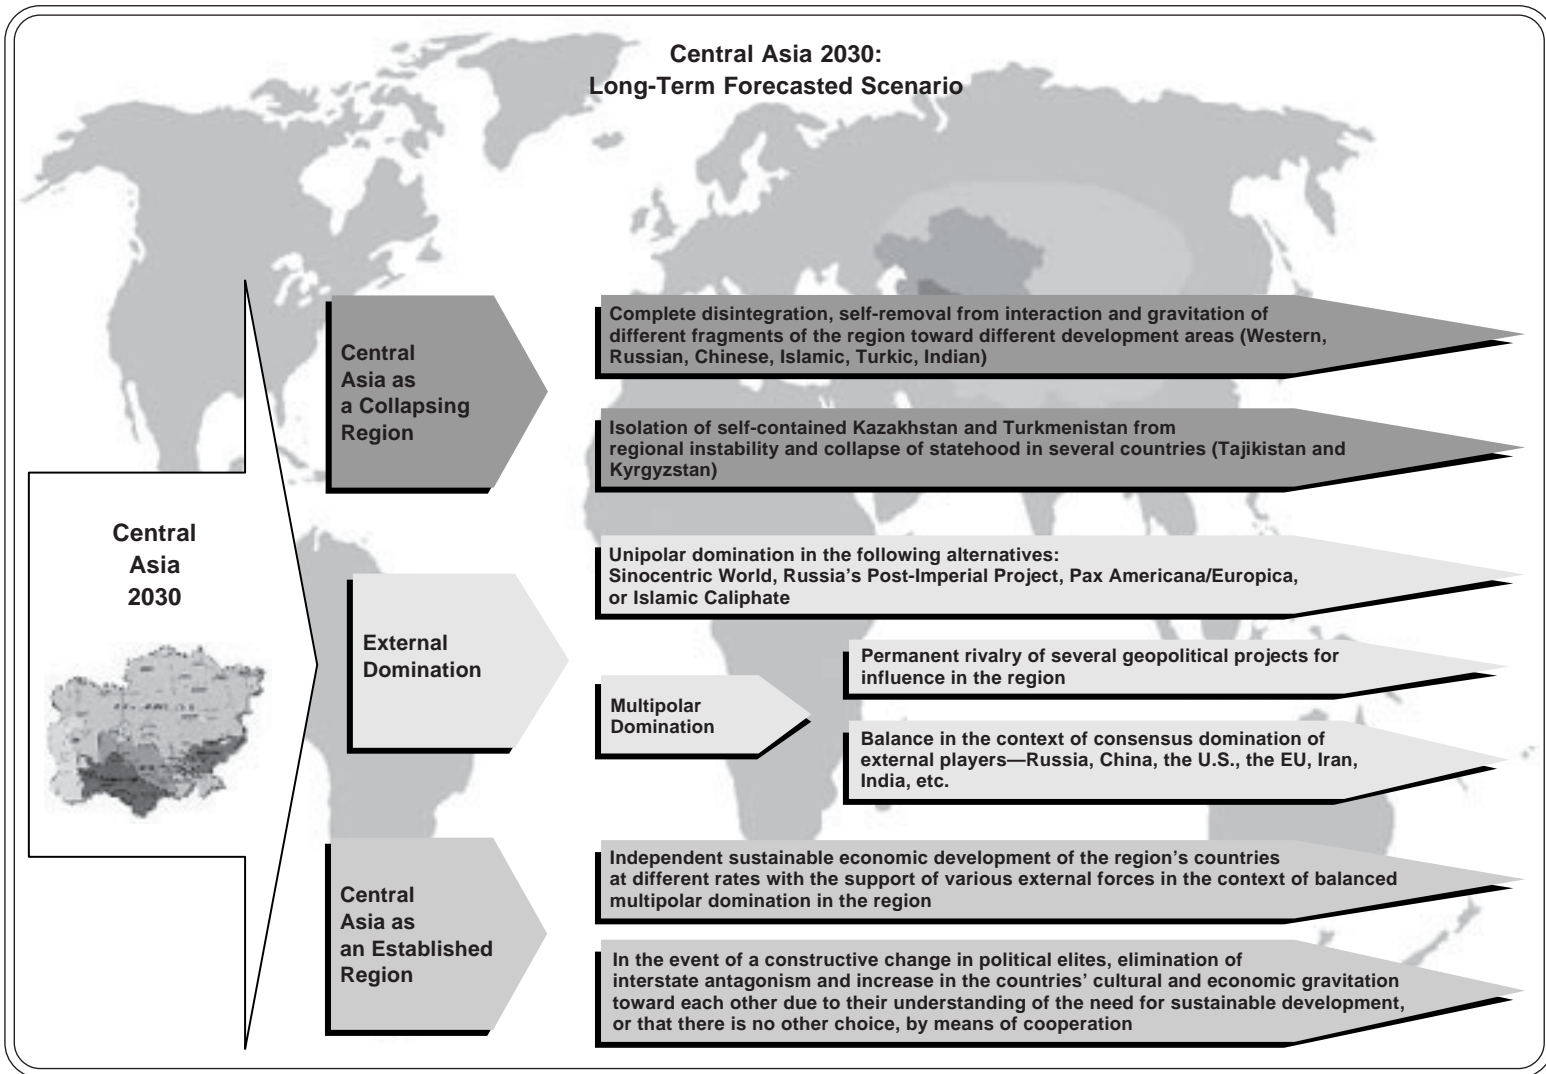 Central Asia 2030:
Long-Term Forecasted Scenario
Central
Asia
2030
Central
Asia as
a Collapsing
Region
Complete disintegration, self-removal from interaction and gravitation of
different fragments of the region toward different development areas (Western,
Russian, Chinese, Islamic, Turkic, Indian)
Isolation of self-contained Kazakhstan and Turkmenistan from
regional instability and collapse of statehood in several countries (Tajikistan and
Kyrgyzstan)
External
Domination
Unipolar domination in the following alternatives:
Sinocentric World, Russia's Post-Imperial Project, Pax Americana/Europica,
or Islamic Caliphate
Multipolar
Domination
Permanent rivalry of several geopolitical projects for
influence in the region
Balance in the context of consensus domination of
external players—Russia, China, the U.S., the EU, Iran,
India, etc.
Central
Asia as
an Established
Region
Independent sustainable economic development of the region's countries
at different rates with the support of various external forces in the context of balanced
multipolar domination in the region
In the event of a constructive change in political elites, elimination of
interstate antagonism and increase in the countries' cultural and economic gravitation
toward each other due to their understanding of the need for sustainable development,
or that there is no other choice, by means of cooperation